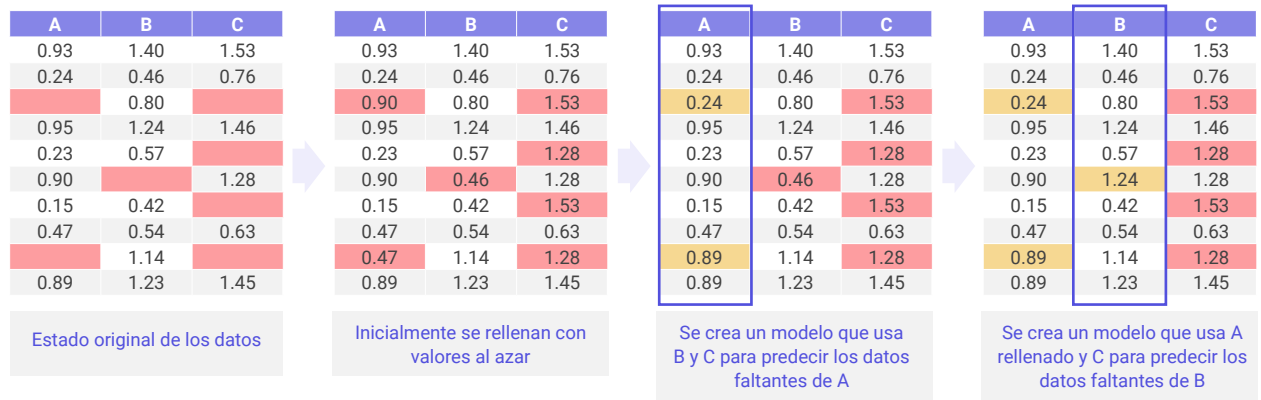 A B C
0.93 1.40 1.53
0.24 0.46 0.76
0.80
0.95 1.24 1.46
0.23 0.57
0.90 1.28
0.15 0.42
0.47 0.54 0.63
1.14
0.89 1.23 1.45
Estado original de los datos
A B C
0.93 1.40 1.53
0.24 0.46 0.76
0.90 0.80 1.53
0.95 1.24 1.46
0.23 0.57 1.28
0.90 0.46 1.28
0.15 0.42 1.53
0.47 0.54 0.63
0.47 1.14 1.28
0.89 1.23 1.45
Inicialmente se rellenan con
valores al azar
A B C
0.93 1.40 1.53
0.24 0.46 0.76
0.24 0.80 1.53
0.95 1.24 1.46
0.23 0.57 1.28
0.90 0.46 1.28
0.15 0.42 1.53
0.47 0.54 0.63
0.89 1.14 1.28
0.89 1.23 1.45
Se crea un modelo que usa
B y C para predecir los datos
faltantes de A
A B C
0.93 1.40 1.53
0.24 0.46 0.76
0.24 0.80 1.53
0.95 1.24 1.46
0.23 0.57 1.28
0.90 1.24 1.28
0.15 0.42 1.53
0.47 0.54 0.63
0.89 1.14 1.28
0.89 1.23 1.45
Se crea un modelo que usa A
rellenado y C para predecir los
datos faltantes de B